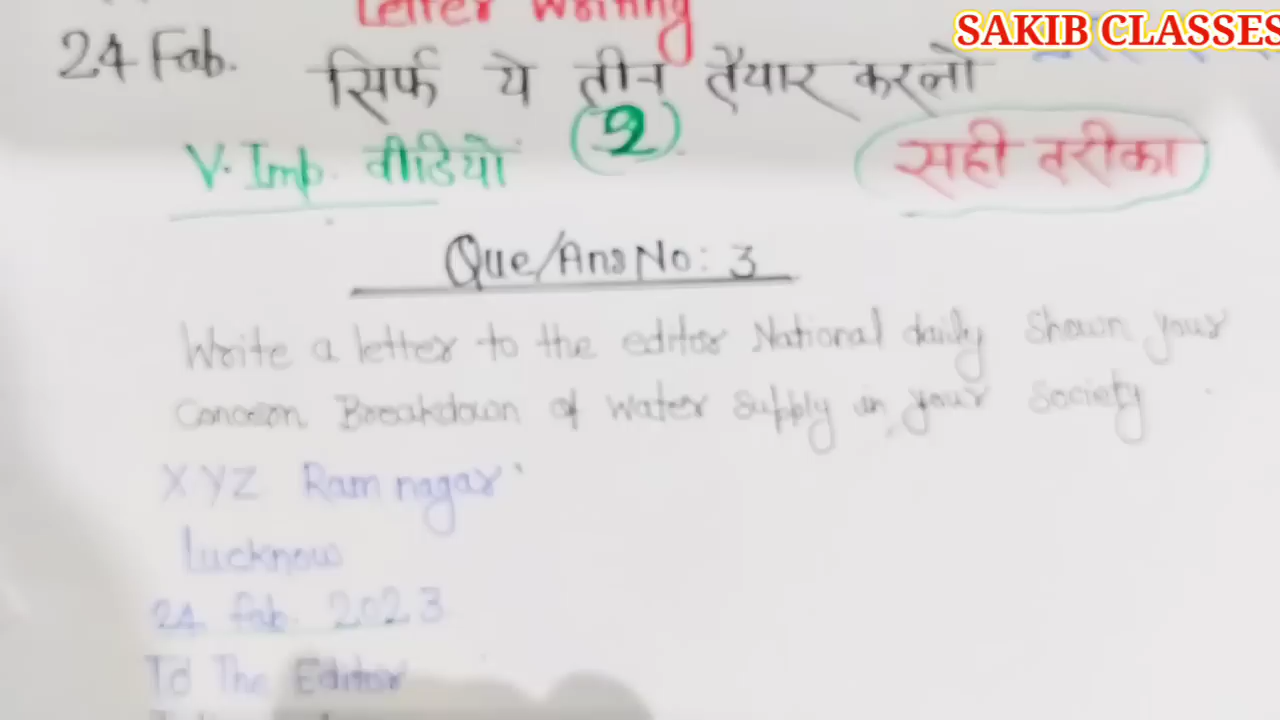 Letter Writing
SAKIB CLASSES
24 Fab. सिर्फ ये तीन तैयार करलो
V. Imp. वीडियो (2) सही तरीका
Que/Ans No: 3
Write a letter to the editor National daily Shown your
Concern Breakdown of water supply in your society
XYZ Ram nagar
Lucknow
24 fab. 2023
To The Editor